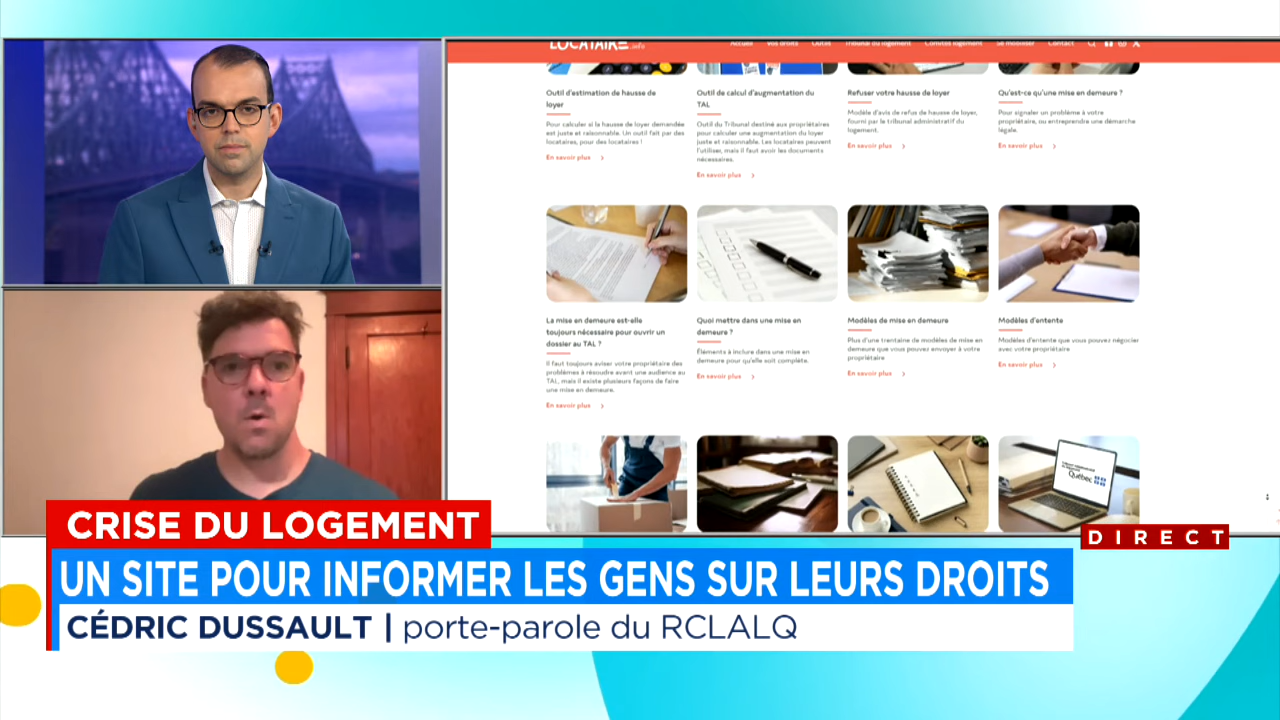 LOCATAIRE.info
Accueil Vos droits Outils Tribunal du logement Comités logement Se mobiliser Contact
Outil d'estimation de hausse de
loyer
Pour calculer si la hausse de loyer demandée
est juste et raisonnable. Un outil fait par des
locataires, pour des locataires !
En savoir plus
Outil de calcul d'augmentation du
TAL
Outil du Tribunal destiné aux propriétaires
pour calculer une augmentation du loyer
juste et raisonnable. Les locataires peuvent
l'utiliser, mais il faut avoir les documents
nécessaires.
En savoir plus
Refuser votre hausse de loyer
Modèle d'avis de refus de hausse de loyer,
fourni par le tribunal administratif du
logement.
En savoir plus
Qu'est-ce qu'une mise en demeure ?
Pour signaler un problème à votre
propriétaire, ou entreprendre une démarche
légale.
En savoir plus
La mise en demeure est-elle
toujours nécessaire pour ouvrir un
dossier au TAL ?
Il faut toujours aviser votre propriétaire des
problèmes à résoudre avant une audience au
TAL, mais il existe plusieurs façons de faire
une mise en demeure.
En savoir plus
Quoi mettre dans une mise en
demeure ?
Éléments à inclure dans une mise en
demeure pour qu'elle soit complète.
En savoir plus
Modèles de mise en demeure
Plus d'une trentaine de modèles de mise en
demeure que vous pouvez envoyer à votre
propriétaire
En savoir plus
Modèles d'entente
Modèles d'entente que vous pouvez négocier
avec votre propriétaire
En savoir plus
Québec
CRISE DU LOGEMENT
DIRECT
UN SITE POUR INFORMER LES GENS SUR LEURS DROITS
CÉDRIC DUSSAULT | porte-parole du RCLALQ